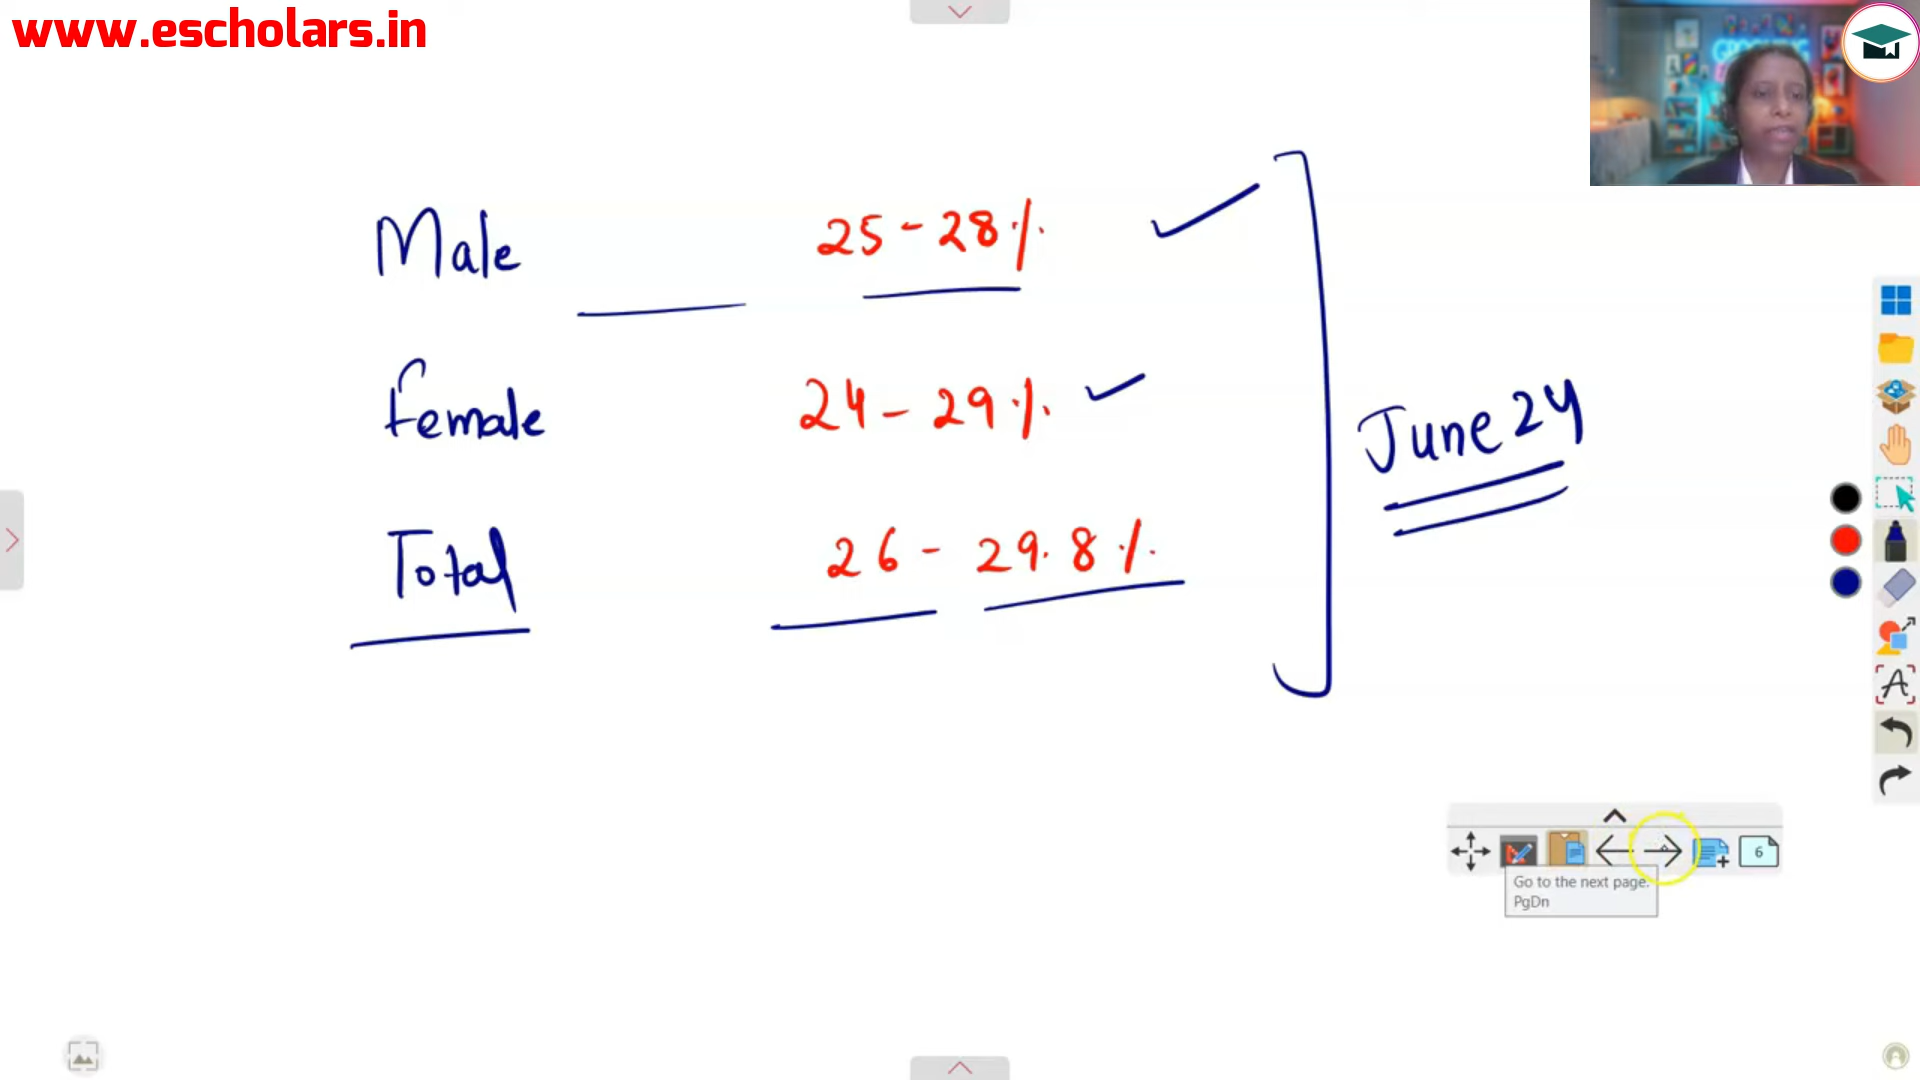 www.escholars.in
Male 25 - 28 %
female 24 - 29 %
June 24
Total 26 - 29.8 %
6
Go to the next page.
PgDn